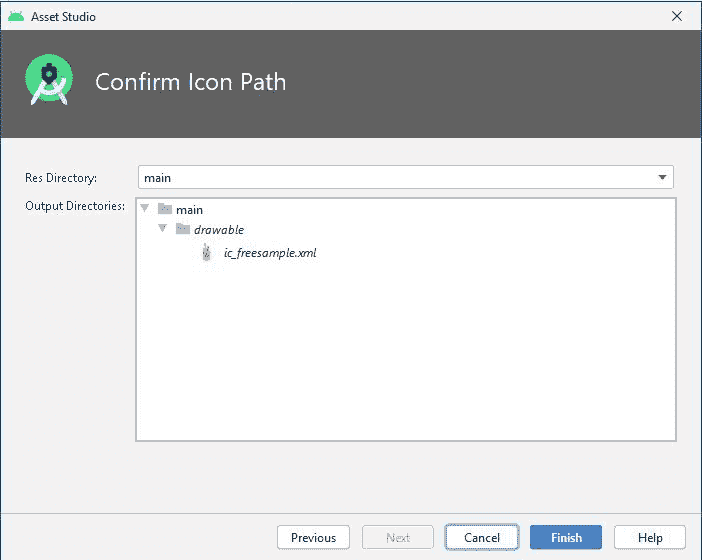 Asset Studio
Confirm Icon Path
Res Directory: main
Output Directories: main
drawable
ic_freesample.xml
Previous Next Cancel Finish Help